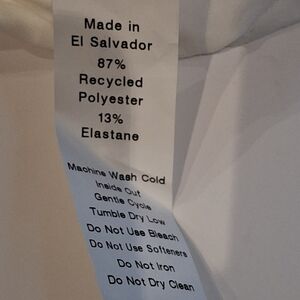 Made in
El Salvador
87%
Recycled
Polyester
13%
Elastane
Machine Wash Cold
Inside Out
Gentle Cycle
Tumble Dry Low
Do Not Use Bleach
Do Not Use Softeners
Do Not Iron
Do Not Dry Clean